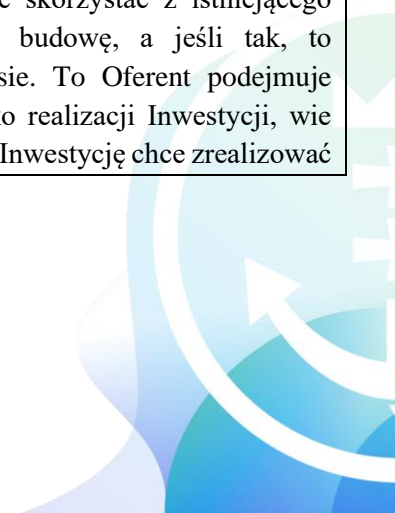 skorzystać z istniejącego
budowę, a jeśli tak, to
sie. To Oferent podejmuje
realizacji Inwestycji, wie
Inwestycję chce zrealizować